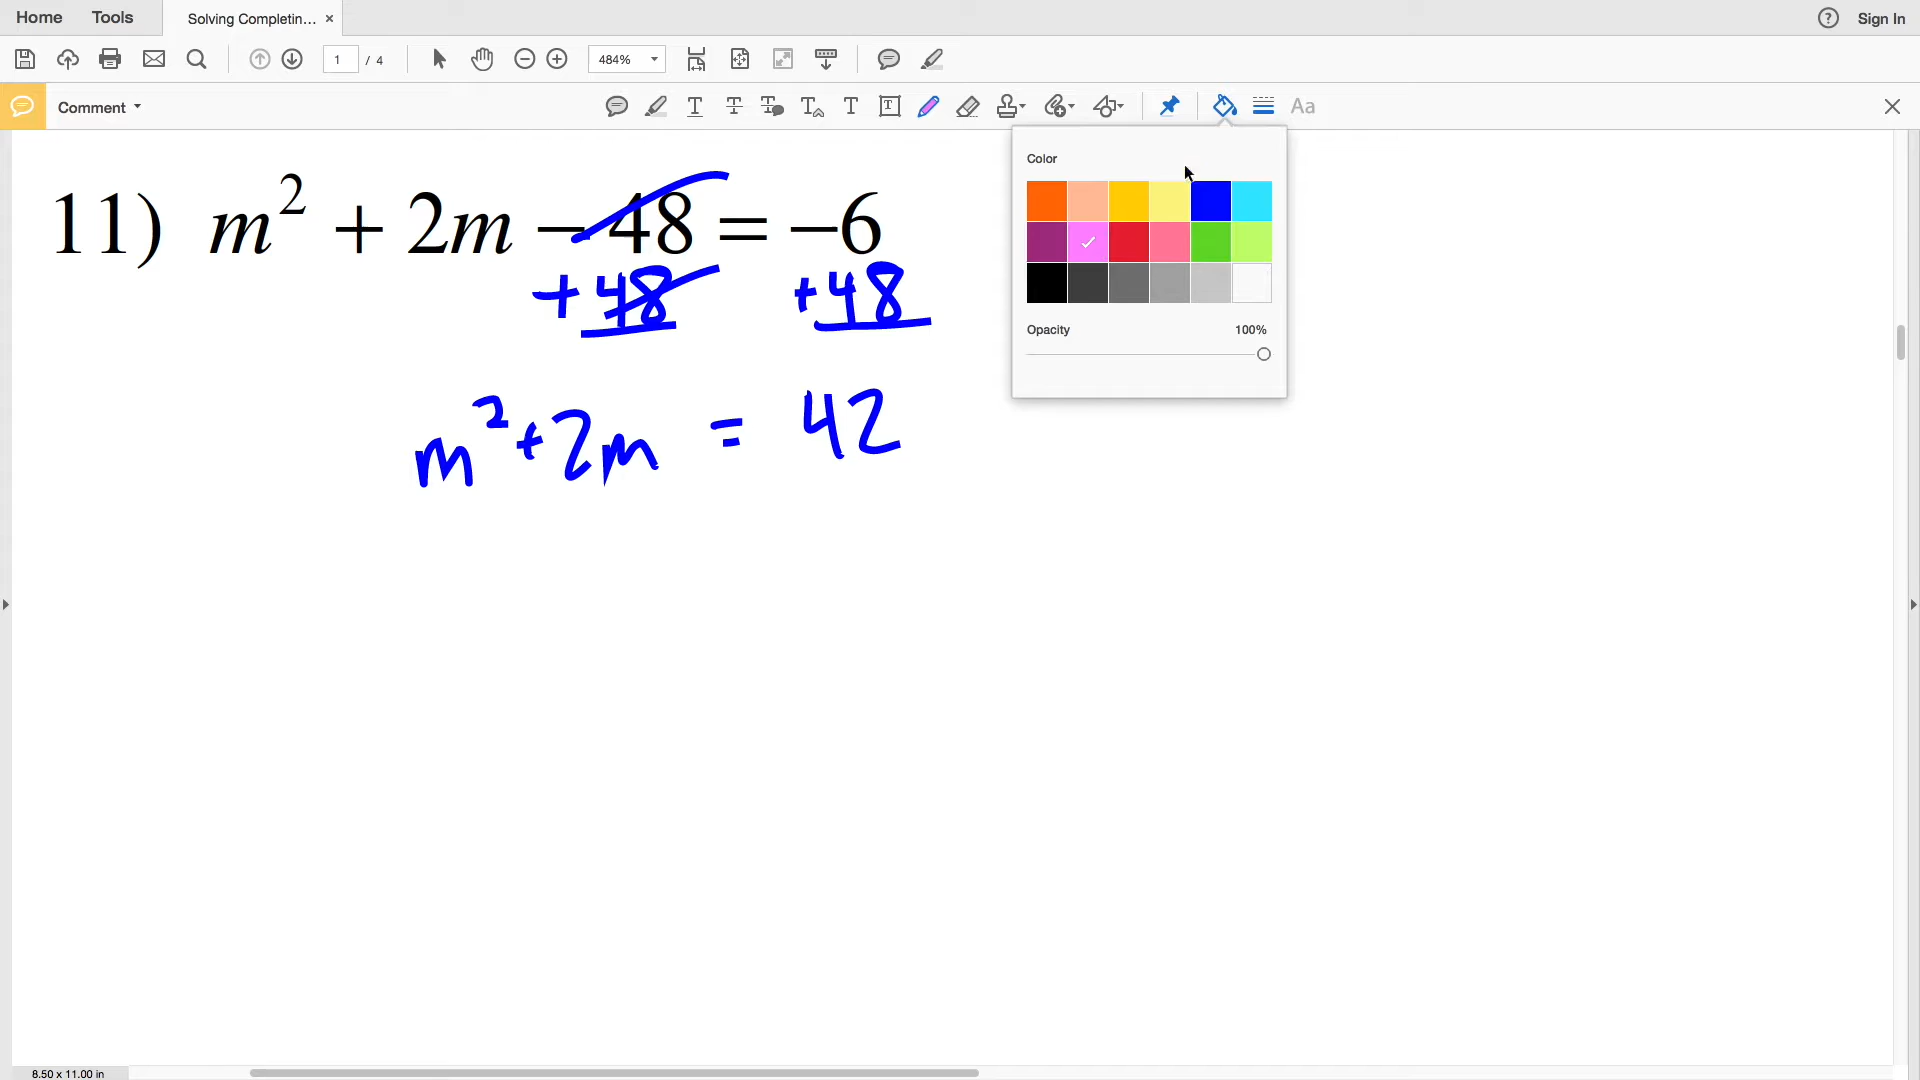 Home Tools Solving Completin... × ? Sign In
1 / 4 484%
Comment T T T T T T Aa
Color
Opacity 100%
11) m² + 2m − 48 = −6
+48 +48
m² + 2m = 42
8.50 x 11.00 in